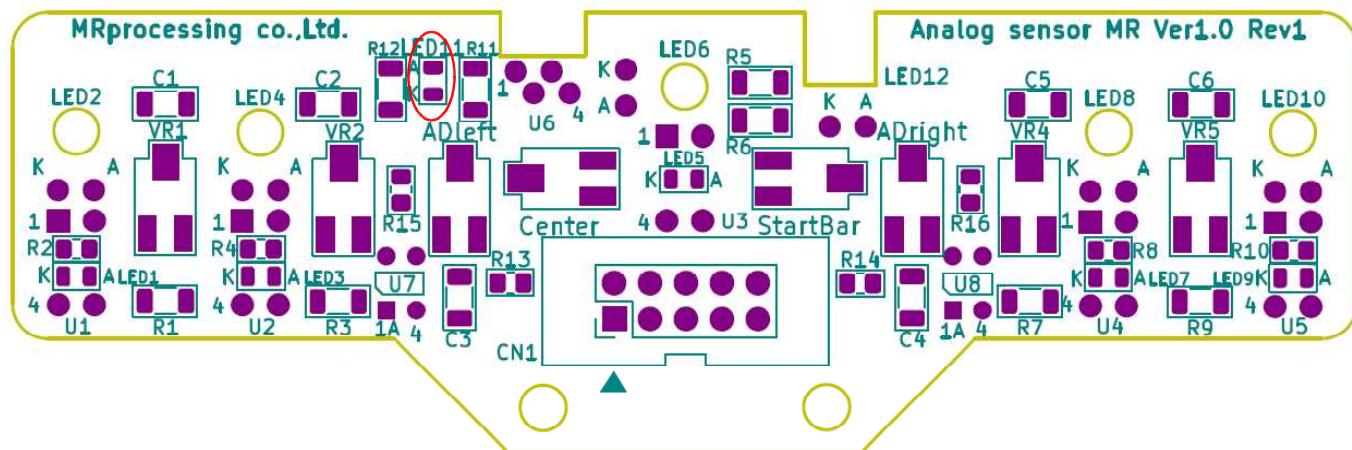 MRprocessing co.,Ltd.
Analog sensor MR Ver1.0 Rev1
R12 LED11 R11
LED6
R5
LED12
C1
C2
A
K
1
4
U6
K
A
K A
C5
C6
LED2
LED4
LED8
LED10
VR1
VR2
ADleft
1
R6
ADright
VR4
VR5
K A
K A
LED5
K A
K A
K A
1
1
R15
Center
4 U3
StartBar
R16
1
1
R2
R4
R13
R14
R8
R10
K A LED1
K A LED3
U7
U8
K A LED7
LED9 K A
4
4
1A 4
1A 4
4
4
U1
R1
U2
R3
C3
CN1
C4
R7
U4
R9
U5